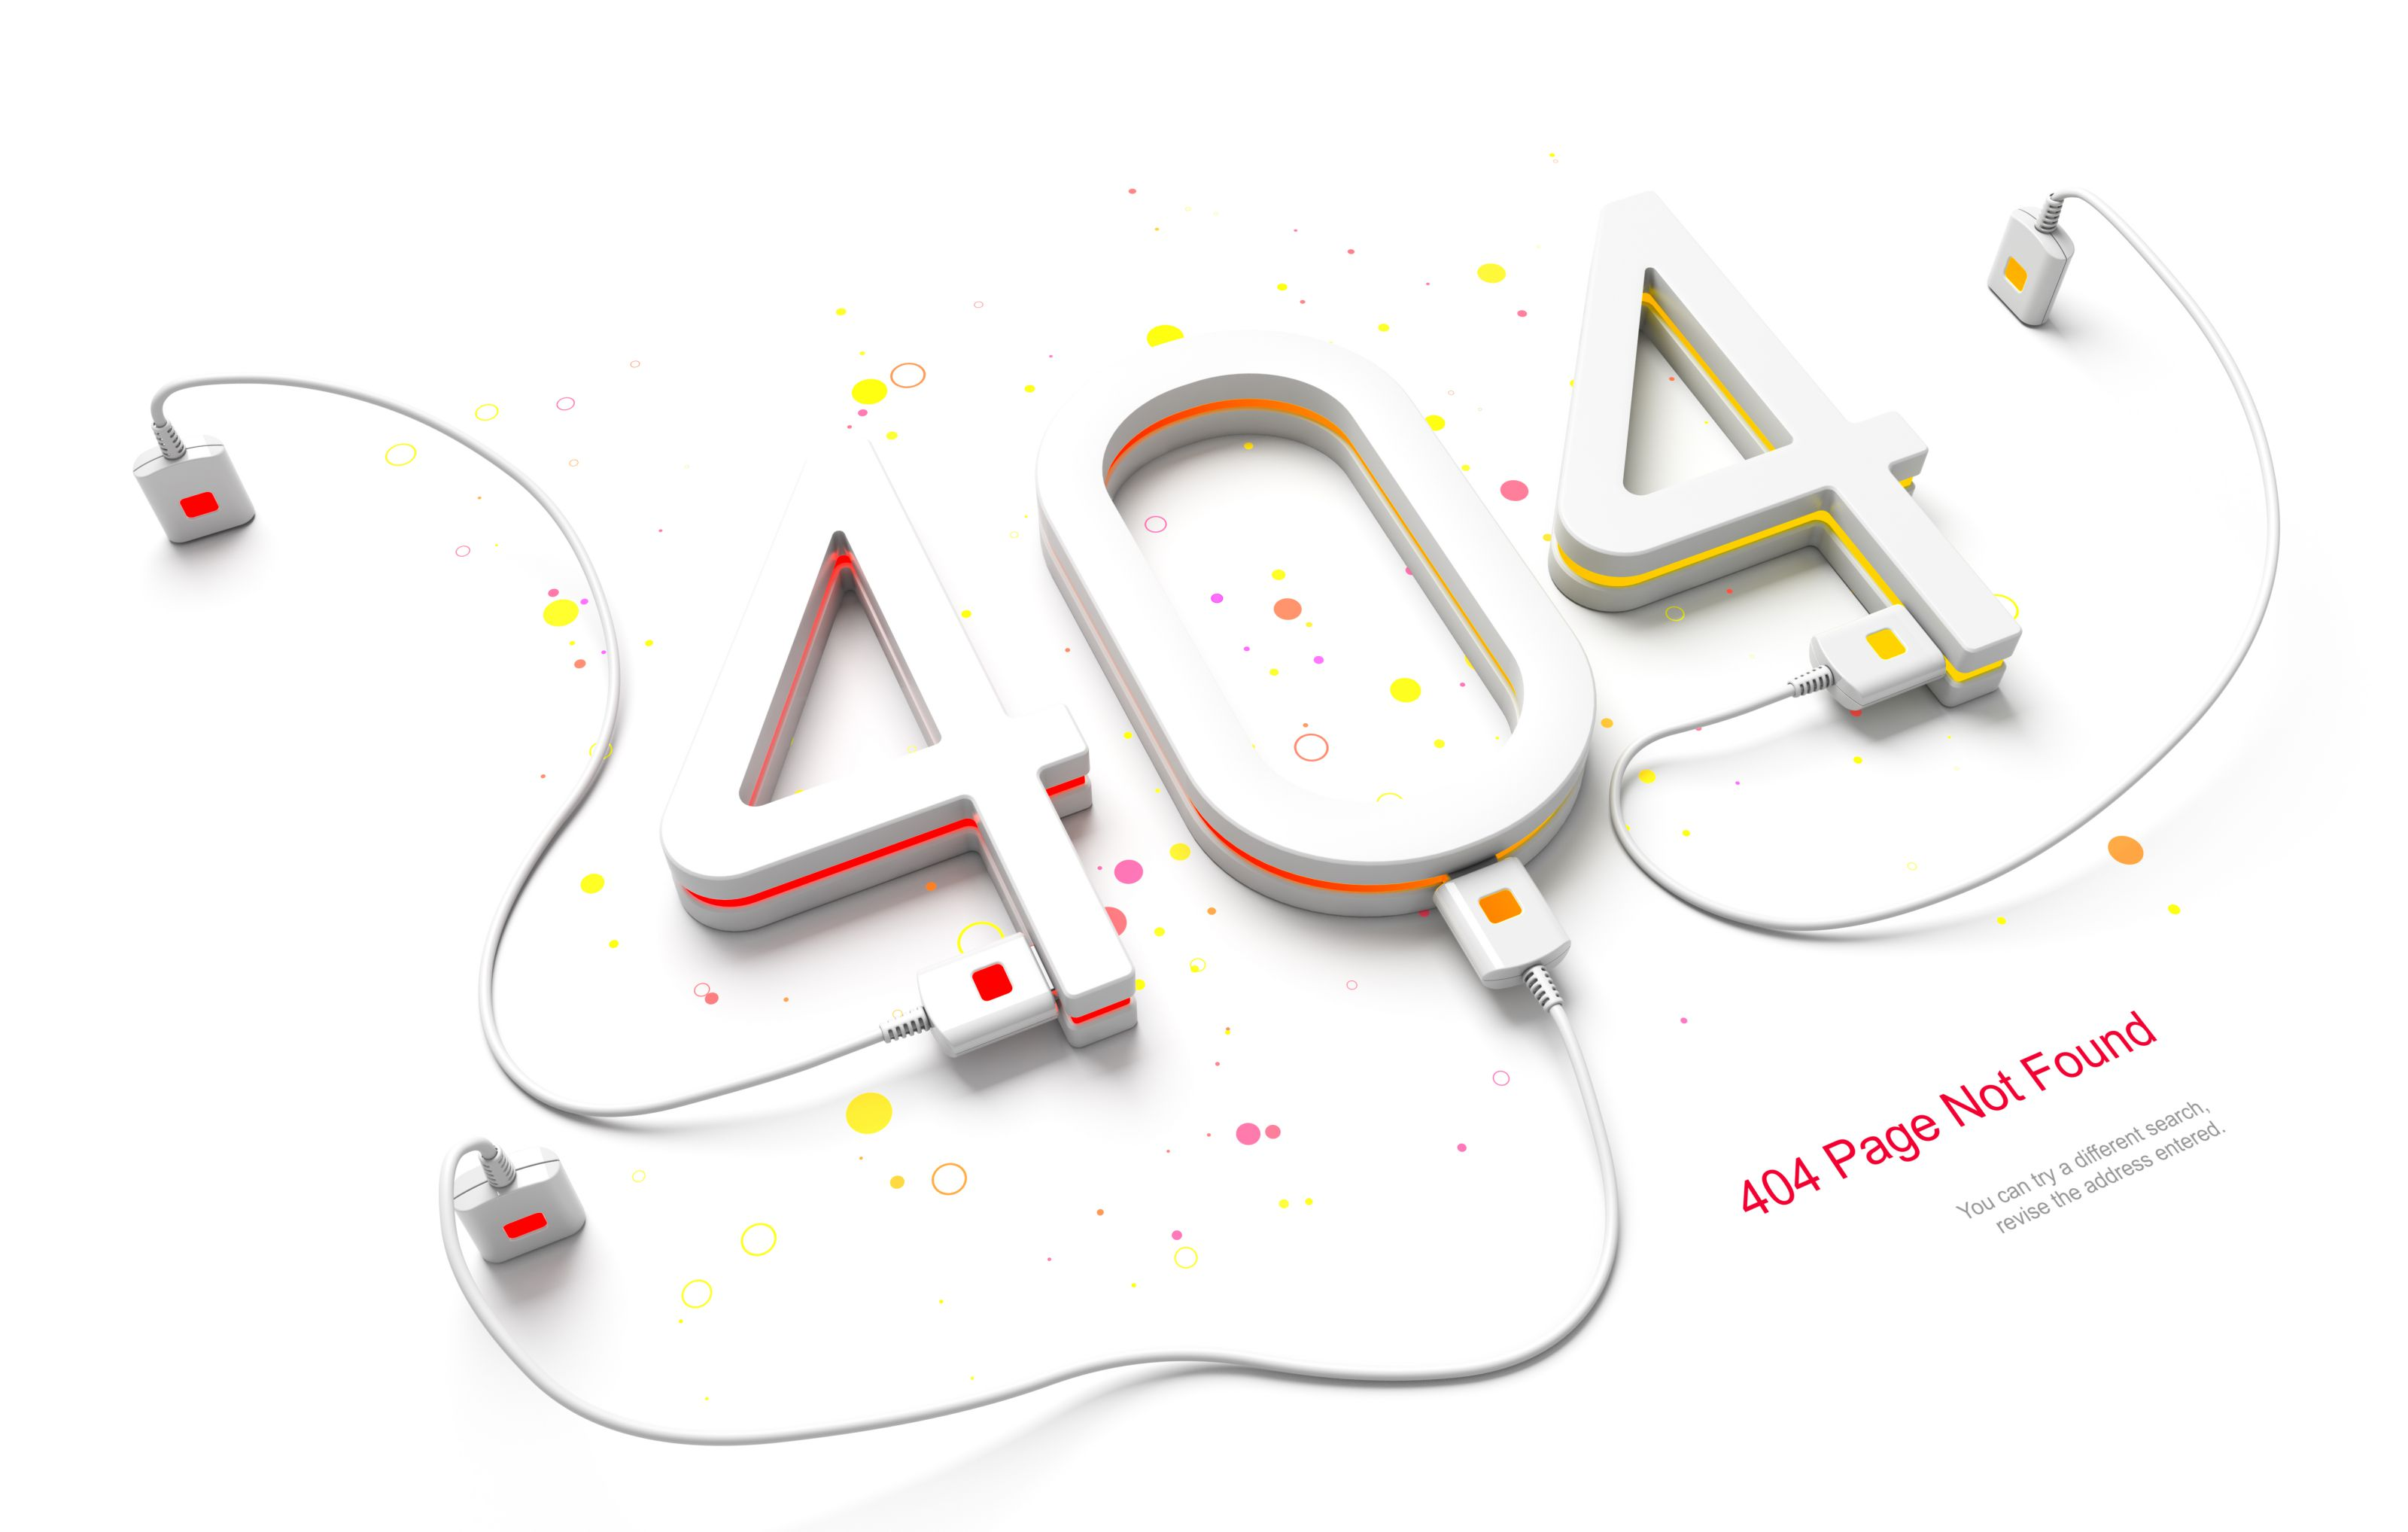 404
404 Page Not Found
You can try a different search,
revise the address entered.